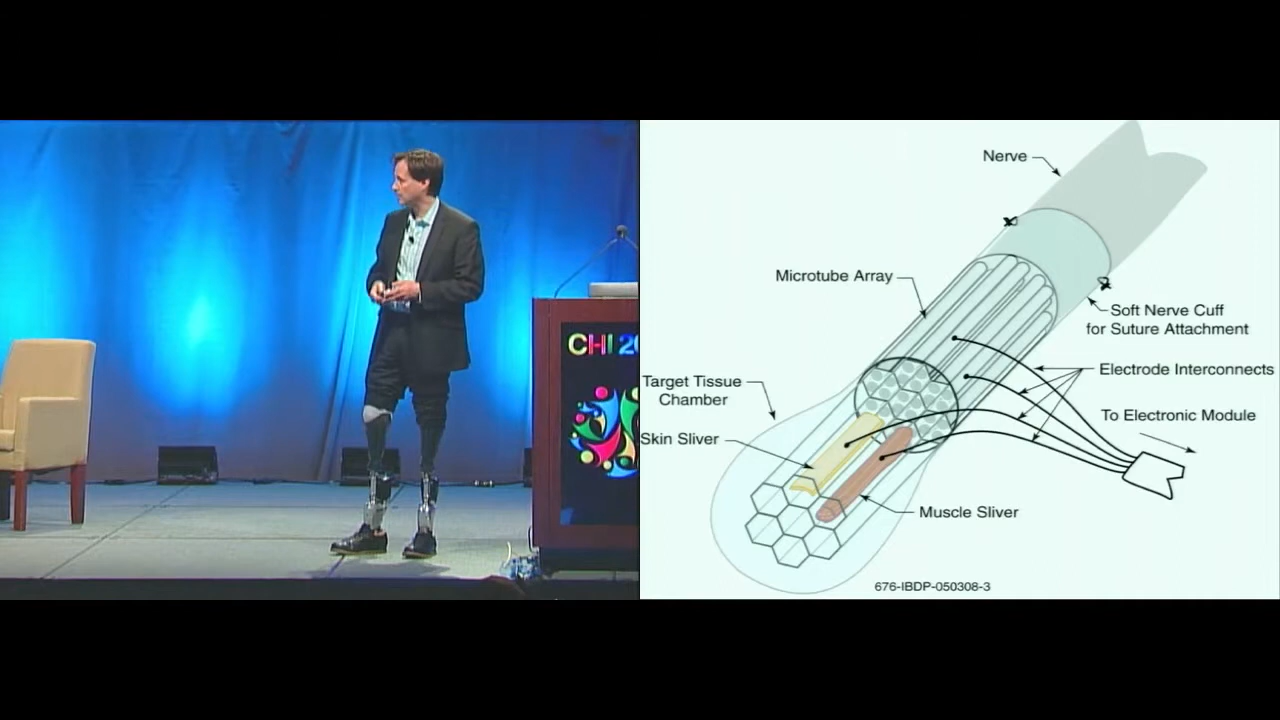 CHI 20
Nerve
Microtube Array
Soft Nerve Cuff
for Suture Attachment
Electrode Interconnects
Target Tissue
Chamber
To Electronic Module
Skin Sliver
Muscle Sliver
676-IBDP-050308-3